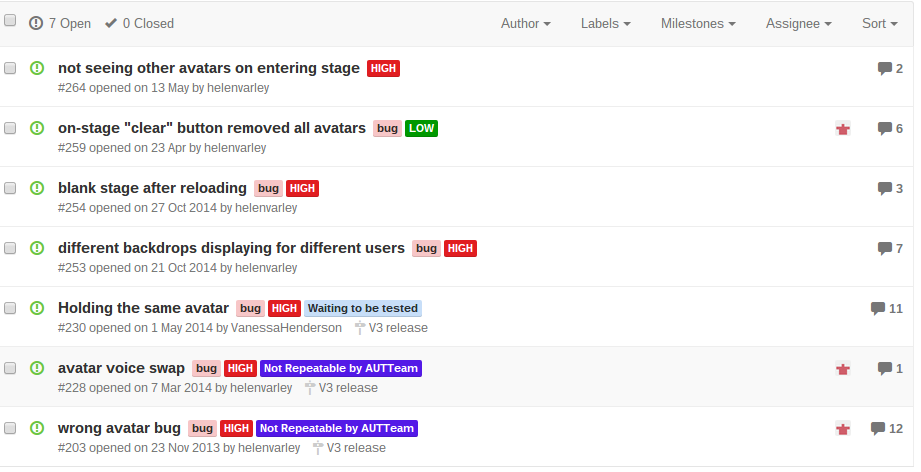 7 Open 0 Closed Author Labels Milestones Assignee Sort
not seeing other avatars on entering stage HIGH 2
#264 opened on 13 May by helenvarley
on-stage "clear" button removed all avatars bug LOW 6
#259 opened on 23 Apr by helenvarley
blank stage after reloading bug HIGH 3
#254 opened on 27 Oct 2014 by helenvarley
different backdrops displaying for different users bug HIGH 7
#253 opened on 21 Oct 2014 by helenvarley
Holding the same avatar bug HIGH Waiting to be tested 11
#230 opened on 1 May 2014 by VanessaHenderson V3 release
avatar voice swap bug HIGH Not Repeatable by AUTTeam 1
#228 opened on 7 Mar 2014 by helenvarley V3 release
wrong avatar bug bug HIGH Not Repeatable by AUTTeam 12
#203 opened on 23 Nov 2013 by helenvarley V3 release